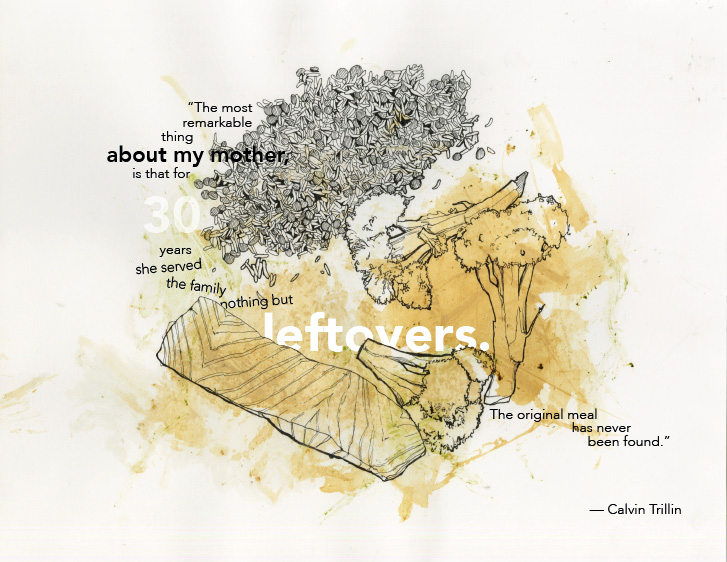 “The most
remarkable
thing
about my mother,
is that for
30
years
she served
the family
nothing but
leftovers.
The original meal
has never
been found.”
— Calvin Trillin